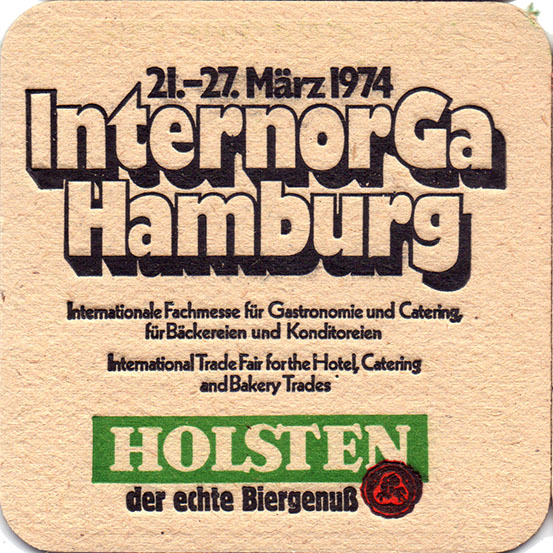 21.-27. März 1974
InternorGa
Hamburg
Internationale Fachmesse für Gastronomie und Catering,
für Bäckereien und Konditoreien
International Trade Fair for the Hotel, Catering
and Bakery Trades
HOLSTEN
der echte Biergenuß